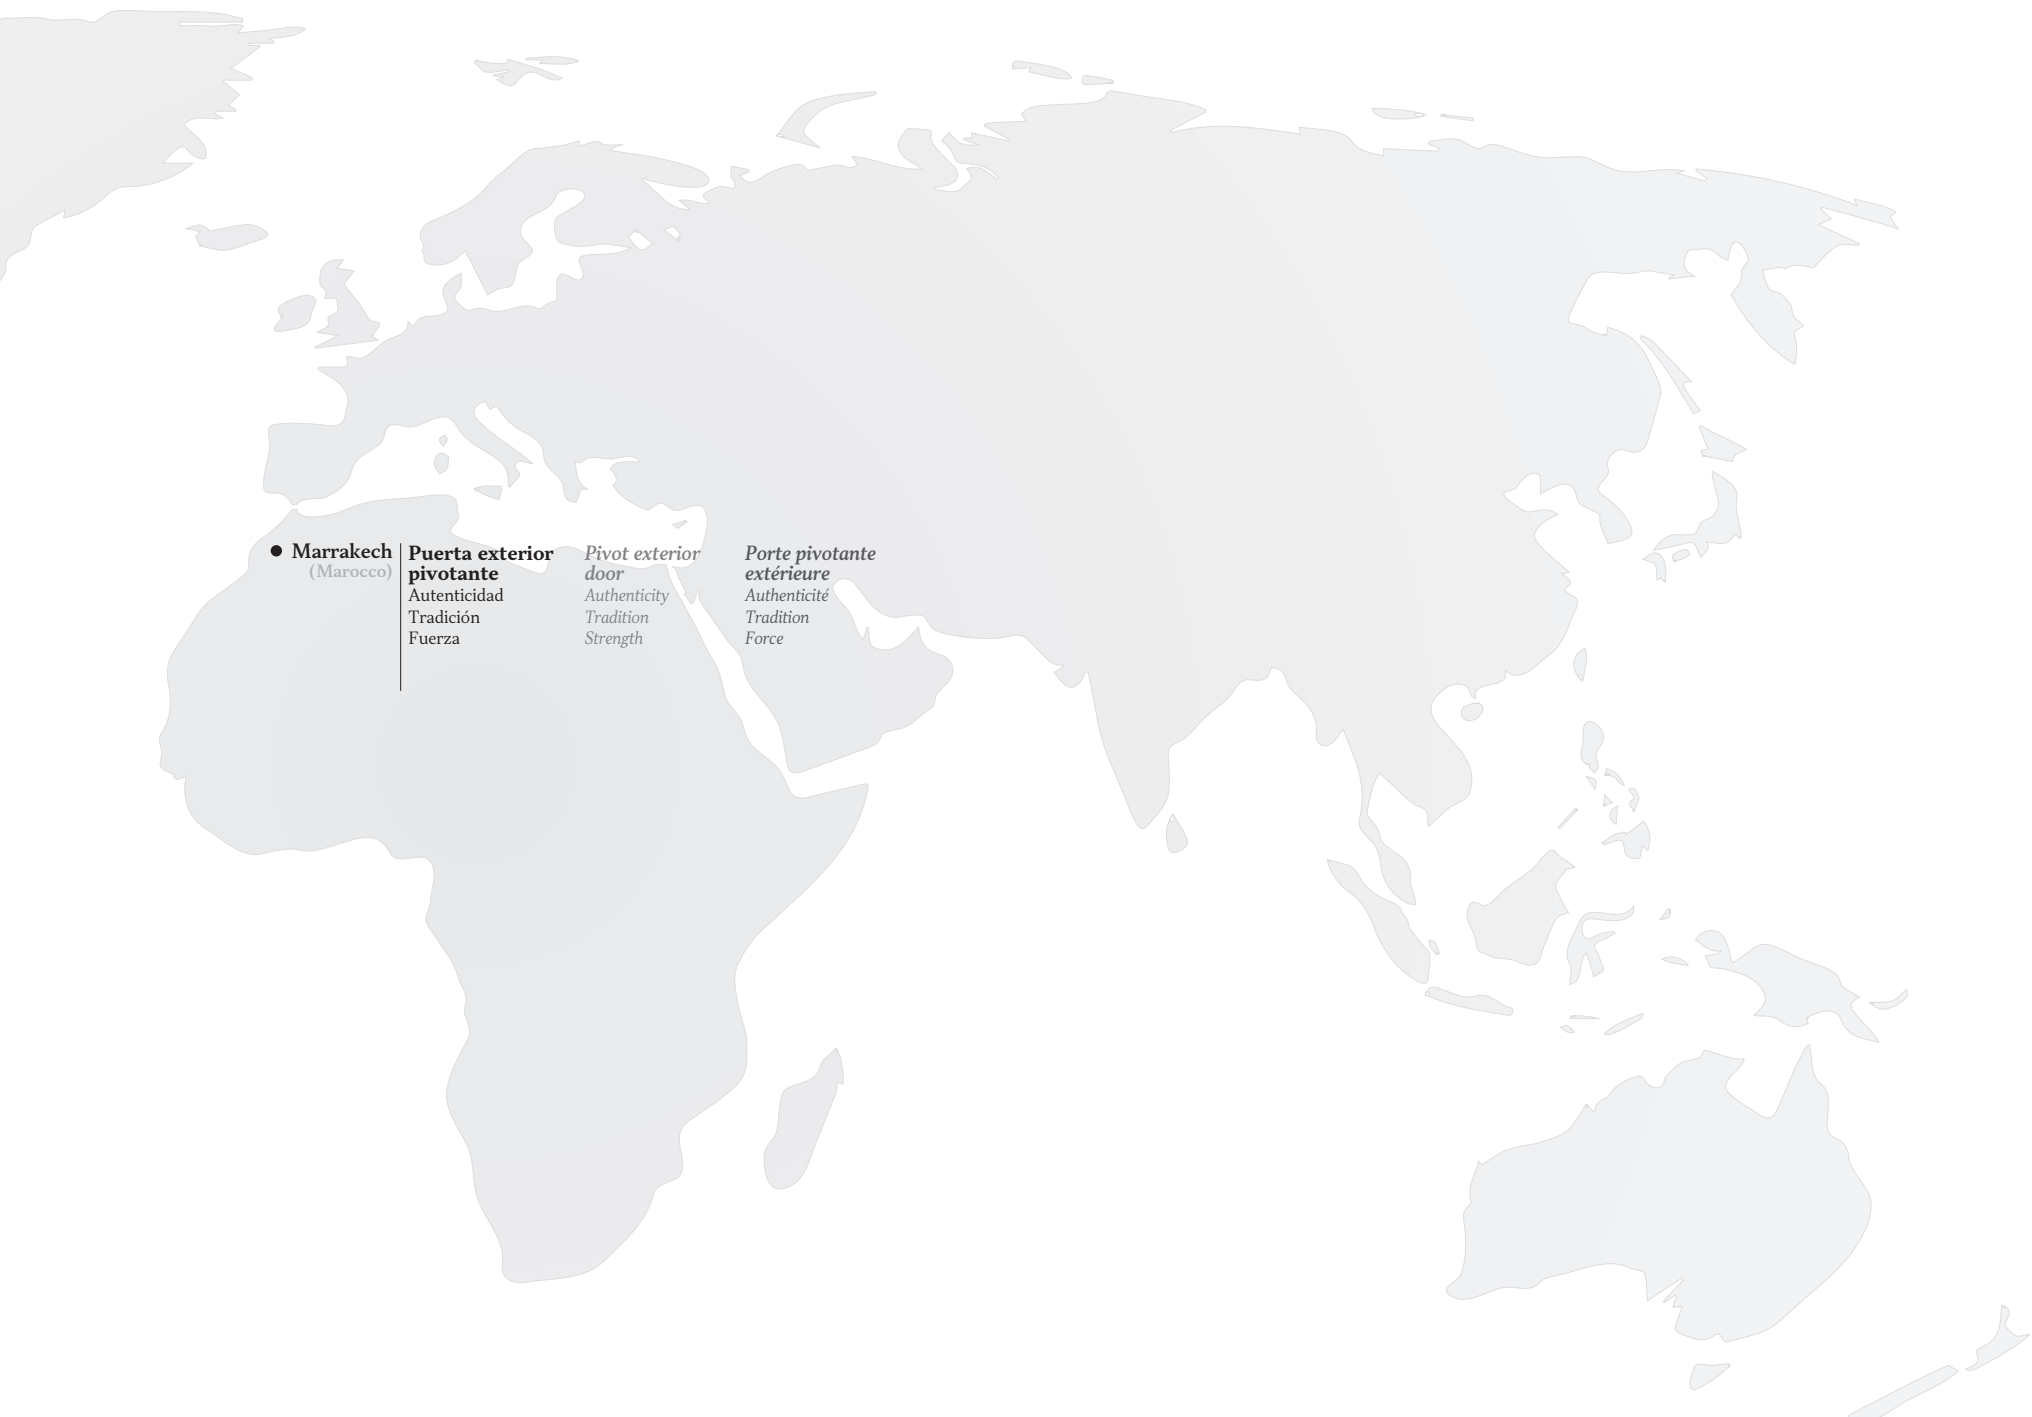 Marrakech
(Marocco)
Puerta exterior
pivotante
Autenticidad
Tradición
Fuerza
Pivot exterior
door
Authenticity
Tradition
Strength
Porte pivotante
extérieure
Authenticité
Tradition
Force